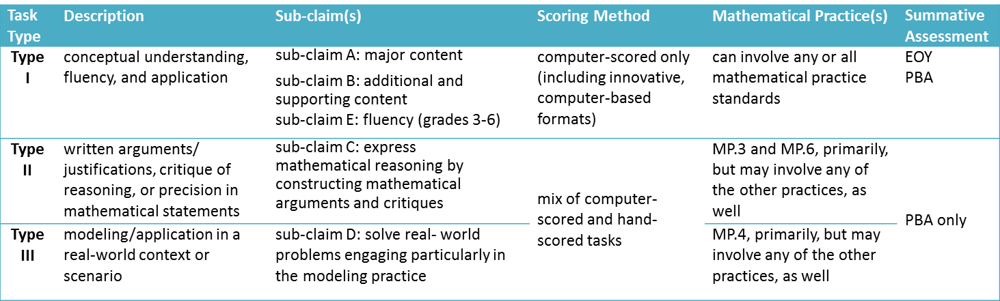 Task Type
Description
Sub-claim(s)
Scoring Method
Mathematical Practice(s)
Summative Assessment
Type
I
conceptual understanding,
fluency, and application
sub-claim A: major content
sub-claim B: additional and
supporting content
sub-claim E: fluency (grades 3-6)
computer-scored only
(including innovative,
computer-based
formats)
can involve any or all
mathematical practice
standards
EOY
PBA
Type
II
written arguments/
justifications, critique of
reasoning, or precision in
mathematical statements
sub-claim C: express
mathematical reasoning by
constructing mathematical
arguments and critiques
mix of computer-
scored and hand-
scored tasks
MP.3 and MP.6, primarily,
but may involve any of
the other practices, as
well
PBA only
Type
III
modeling/application in a
real-world context or
scenario
sub-claim D: solve real- world
problems engaging particularly in
the modeling practice
MP.4, primarily, but may
involve any of the other
practices, as well